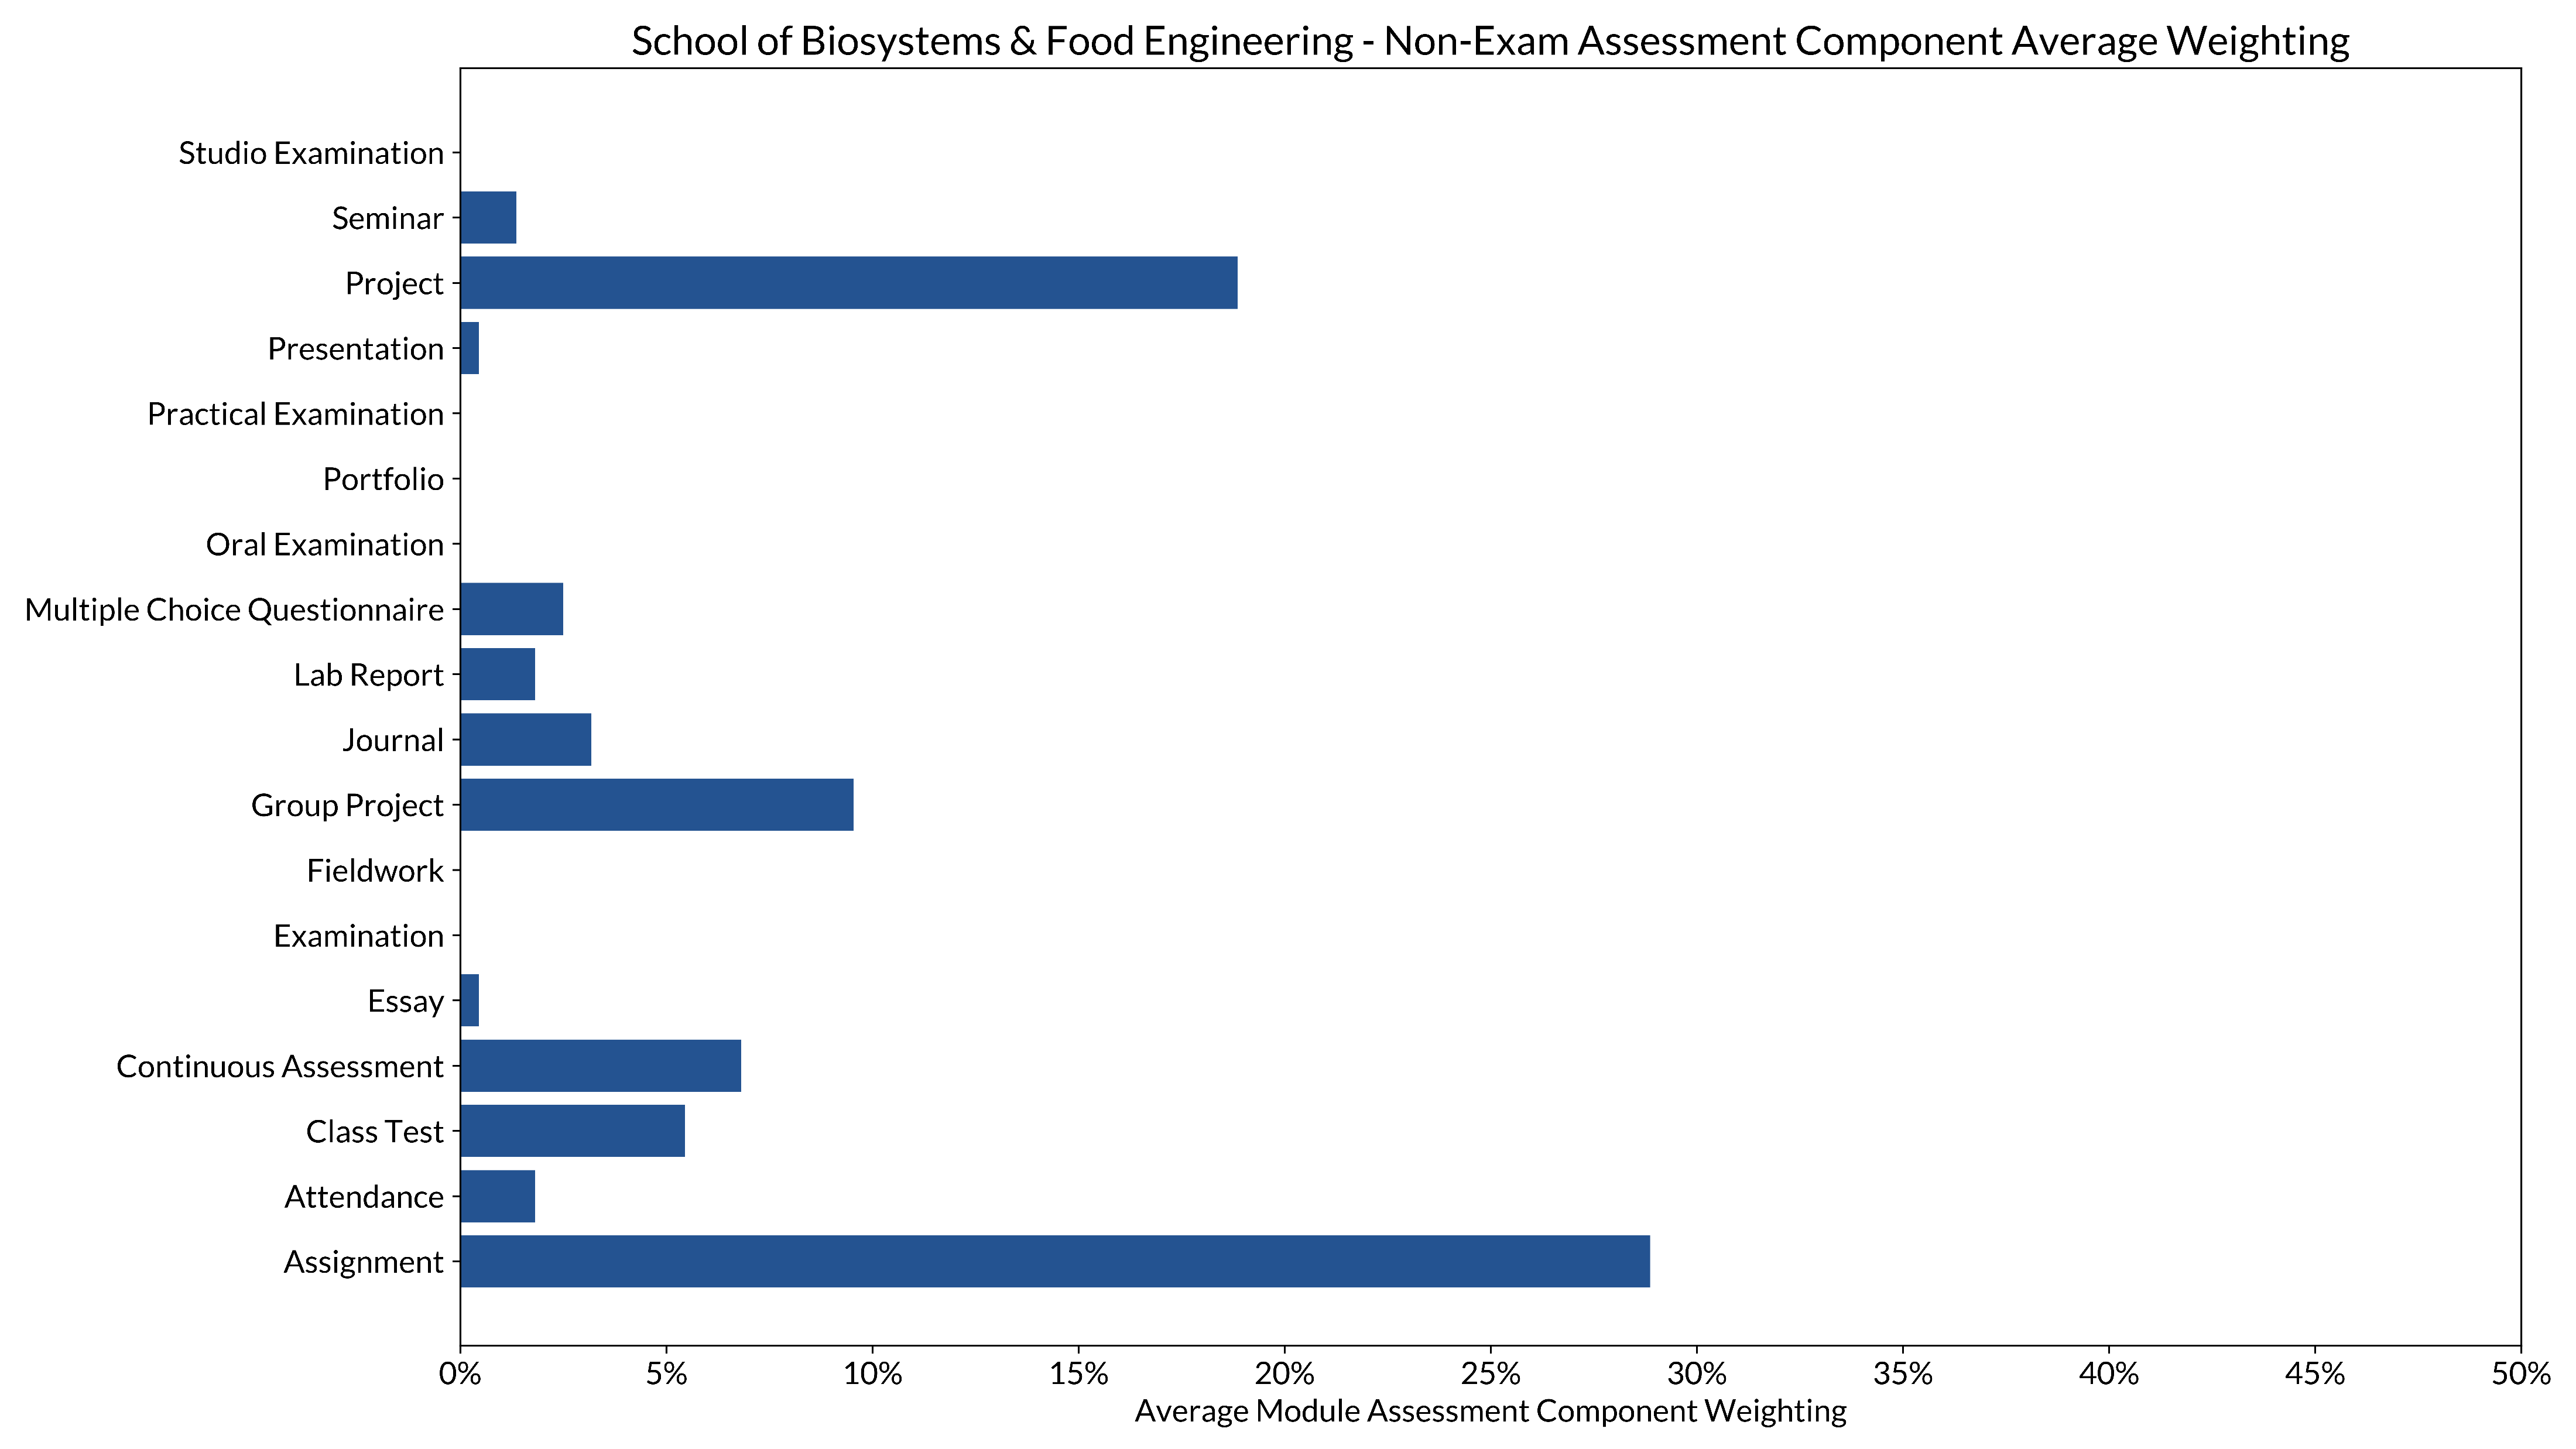 School of Biosystems & Food Engineering - Non-Exam Assessment Component Average Weighting
Studio Examination
Seminar
Project
Presentation
Practical Examination
Portfolio
Oral Examination
Multiple Choice Questionnaire
Lab Report
Journal
Group Project
Fieldwork
Examination
Essay
Continuous Assessment
Class Test
Attendance
Assignment
0% 5% 10% 15% 20% 25% 30% 35% 40% 45% 50%
Average Module Assessment Component Weighting